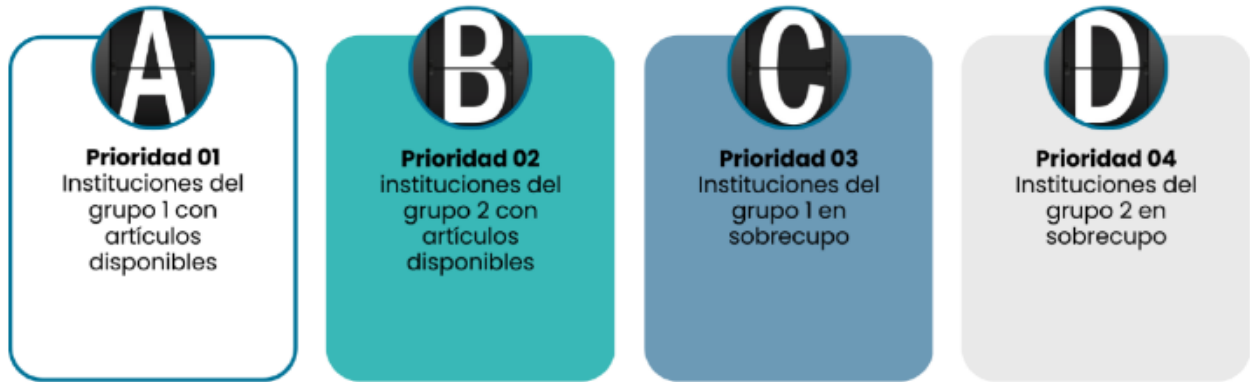 A
Prioridad 01
Instituciones del
grupo 1 con
artículos
disponibles
B
Prioridad 02
instituciones del
grupo 2 con
artículos
disponibles
C
Prioridad 03
Instituciones del
grupo 1 en
sobrecupo
D
Prioridad 04
Instituciones del
grupo 2 en
sobrecupo